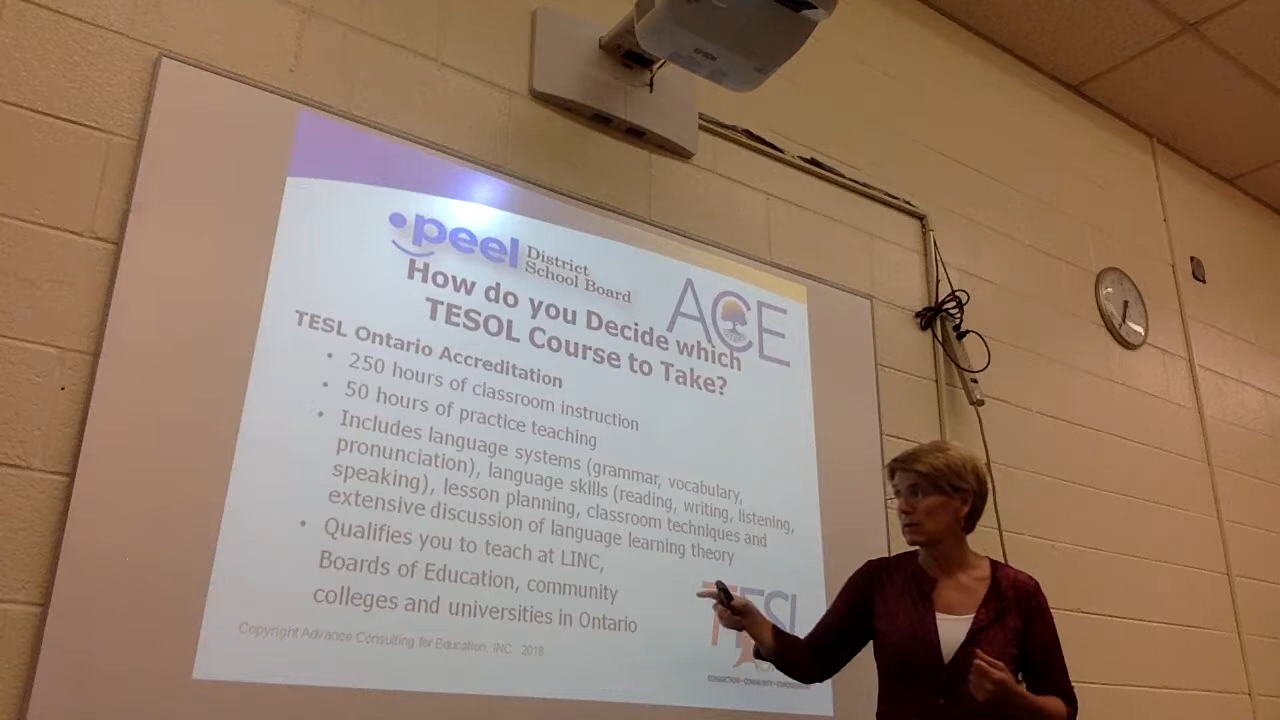 EPSON
peel District
School Board
ACE
How do you Decide which
TESOL Course to Take?
TESL Ontario Accreditation
• 250 hours of classroom instruction
• 50 hours of practice teaching
• Includes language systems (grammar, vocabulary,
pronunciation), language skills (reading, writing, listening,
speaking), lesson planning, classroom techniques and
extensive discussion of language learning theory
• Qualifies you to teach at LINC,
Boards of Education, community
colleges and universities in Ontario
TESL
Copyright Advance Consulting for Education, INC 2018